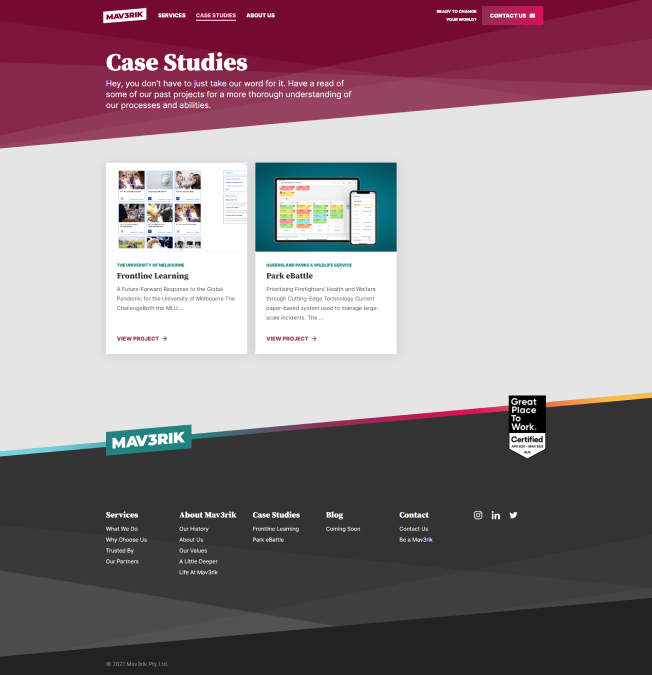 MAV3RIK
SERVICES
CASE STUDIES
ABOUT US
READY TO CHANGE
YOUR WORLD?
CONTACT US
Case Studies
Hey, you don't have to just take our word for it. Have a read of
some of our past projects for a more thorough understanding of
our processes and abilities.
THE UNIVERSITY OF MELBOURNE
Frontline Learning
A Future-Forward Response to the Global
Pandemic for the University of Melbourne The
ChallengeBoth the MLU ...
VIEW PROJECT
QUEENSLAND PARKS & WILDLIFE SERVICE
Park eBattle
Prioritising Firefighters' Health and Welfare
through Cutting-Edge Technology Current
paper-based system used to manage large-
scale incidents. The ...
VIEW PROJECT
MAV3RIK
Great
Place
To
Work.
Certified
APR 2021 - MAR 2022
AUS
Services
What We Do
Why Choose Us
Trusted By
Our Partners
About Mav3rik
Our History
About Us
Our Values
A Little Deeper
Life At Mav3rik
Case Studies
Frontline Learning
Park eBattle
Blog
Coming Soon
Contact
Contact Us
Be a Mav3rik
© 2021 Mav3rik Pty Ltd.